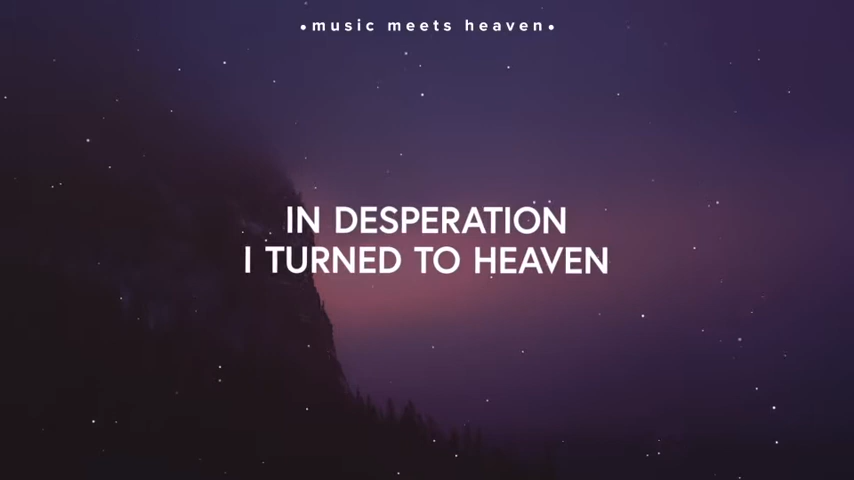 •music meets heaven•
IN DESPERATION
I TURNED TO HEAVEN